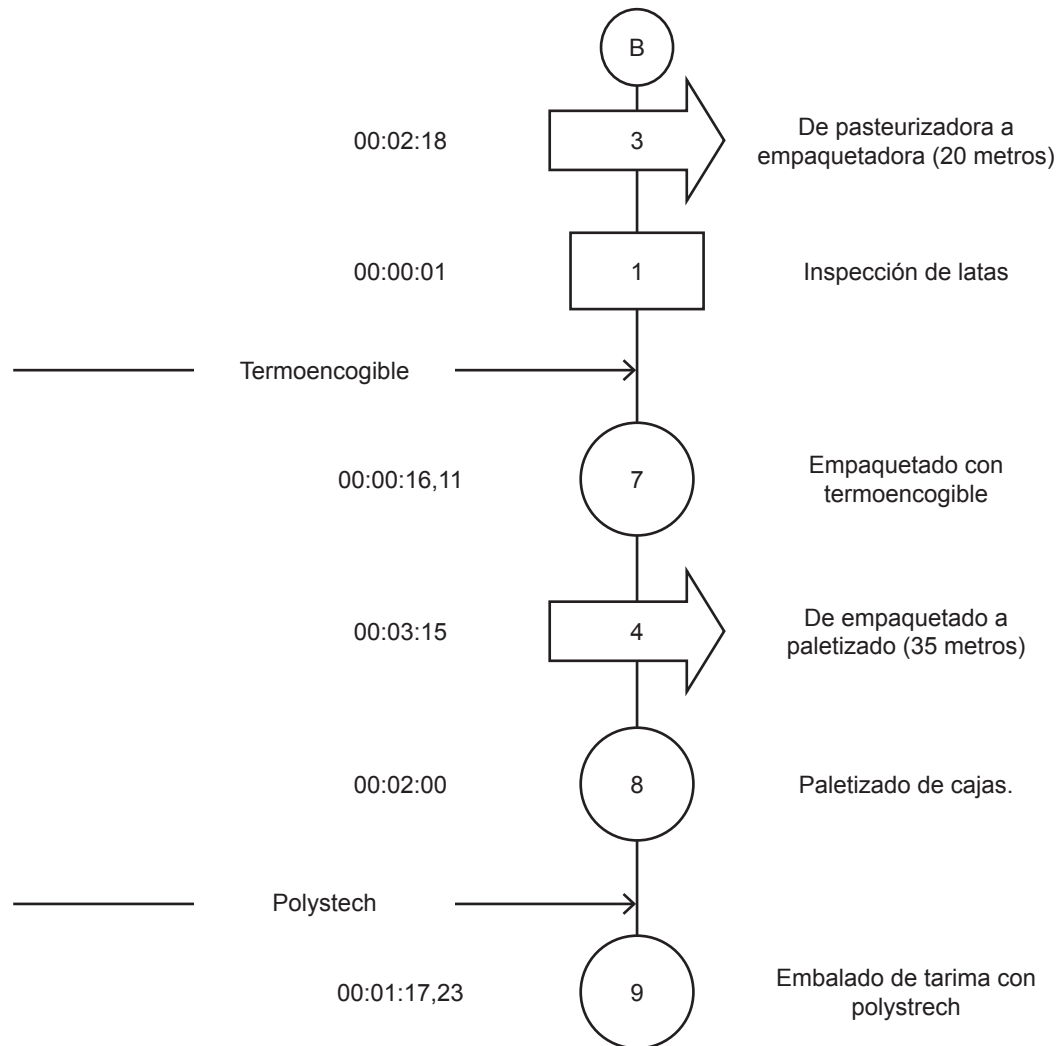 B
00:02:18
3
De pasteurizadora a
empaquetadora (20 metros)
00:00:01
1
Inspección de latas
Termoencogible
00:00:16,11
7
Empaquetado con
termoencogible
00:03:15
4
De empaquetado a
paletizado (35 metros)
00:02:00
8
Paletizado de cajas.
Polystech
00:01:17,23
9
Embalado de tarima con
polystrech